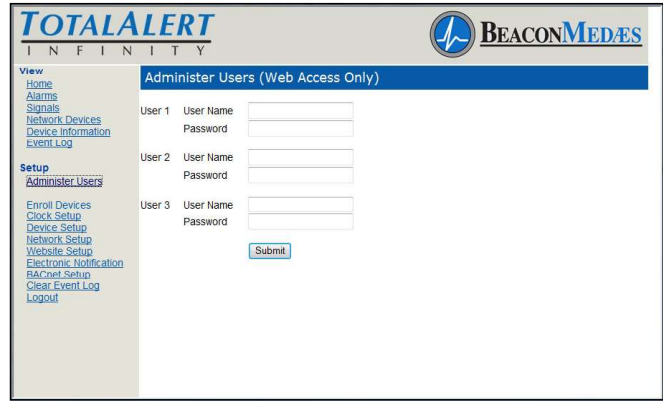 TOTALALERT
INFINITY
BEACONMEDÆS
View
Home
Alarms
Signals
Network Devices
Device Information
Event Log
Setup
Administer Users
Enroll Devices
Clock Setup
Device Setup
Network Setup
Website Setup
Electronic Notification
BACnet Setup
Clear Event Log
Logout
Administer Users (Web Access Only)
User 1 User Name
Password
User 2 User Name
Password
User 3 User Name
Password
Submit